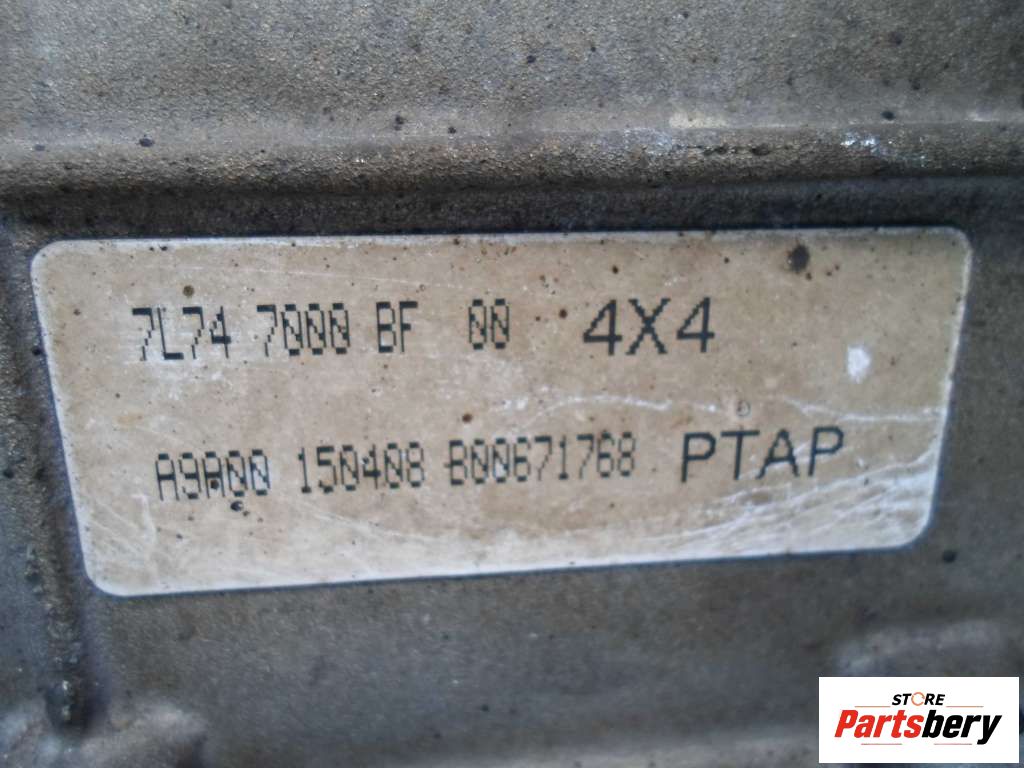 7L74 7000 BF 00 4X4
A9A00 150408 B00671768 PTAP
STORE
Partsbery